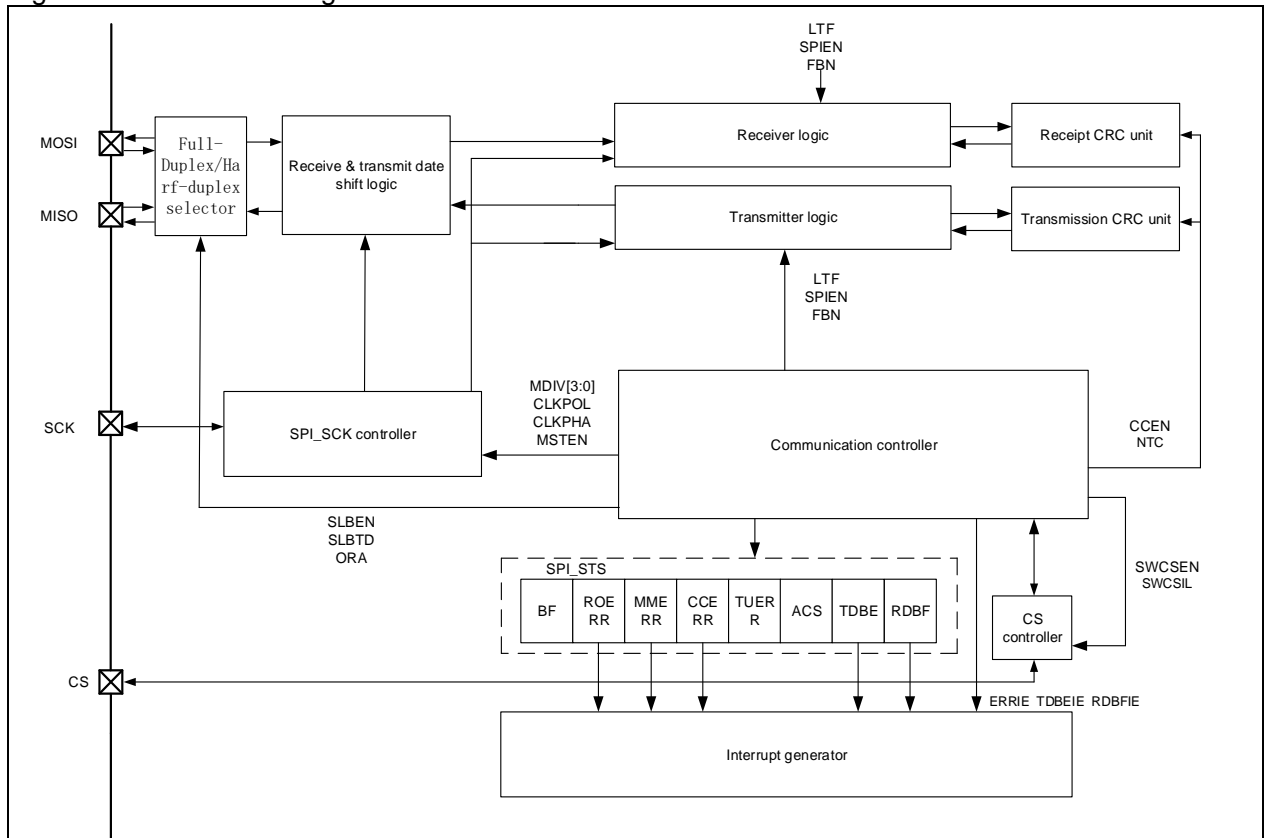 LTF
SPIEN
FBN
MOSI
Full-
Duplex/Ha
rf-duplex
selector
Receive & transmit date
shift logic
Receiver logic
Receipt CRC unit
MISO
Transmitter logic
Transmission CRC unit
LTF
SPIEN
FBN
MDIV[3:0]
CLKPOL
CLKPHA
MSTEN
SCK
SPI_SCK controller
Communication controller
CCEN
NTC
SLBEN
SLBTD
ORA
SPI_STS
BF
ROE
RR
MME
RR
CCE
RR
TUER
R
ACS
TDBE
RDBF
SWCSEN
SWCSIL
CS
controller
CS
ERRIE TDBEIE RDBFIE
Interrupt generator